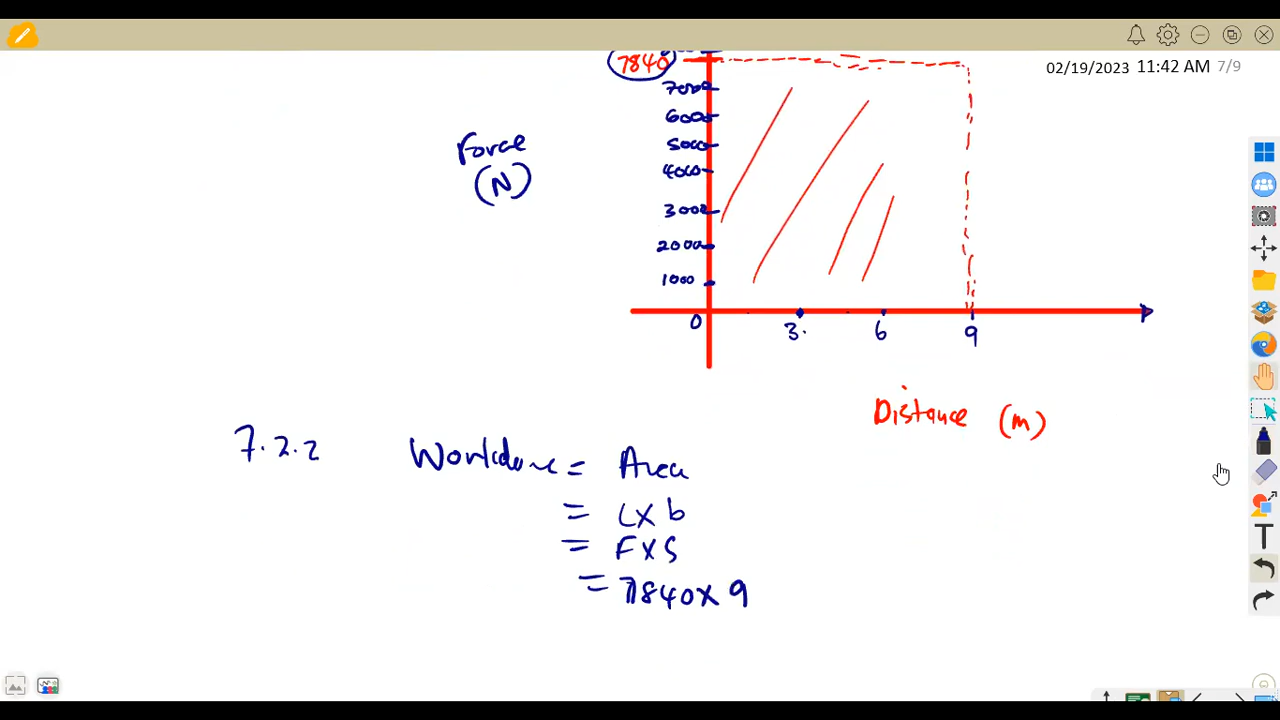 02/19/2023 11:42 AM 7/9
7840
7000
6000
5000
4000
3000
2000
1000
Force
(N)
0 3. 6 9
Distance (m)
7.2.2 Workdone = Area
= L x b
= F x S
= 7840 x 9
T